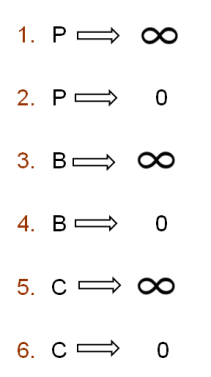 1. P ⟹ ∞
2. P ⟹ 0
3. B ⟹ ∞
4. B ⟹ 0
5. C ⟹ ∞
6. C ⟹ 0